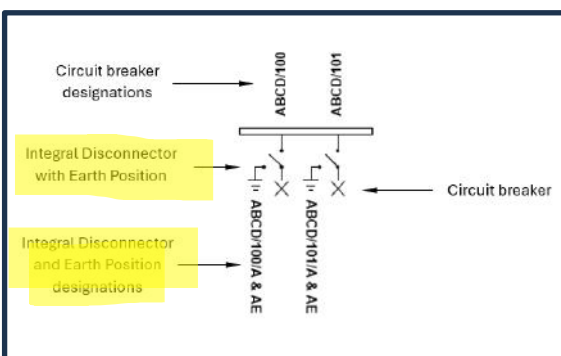 Circuit breaker
designations
ABCD/100
ABCD/101
Integral Disconnector
with Earth Position
Circuit breaker
Integral Disconnector
and Earth Position
designations
ABCD/100/A & AE
ABCD/101/A & AE